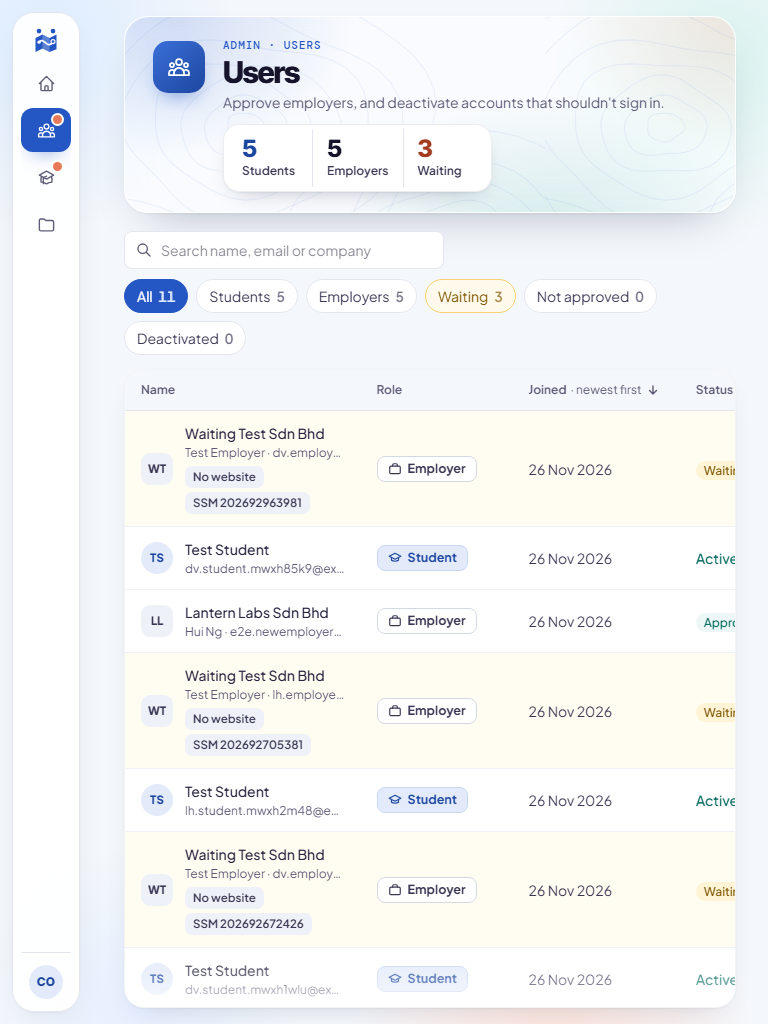 ADMIN · USERS
Users
Approve employers, and deactivate accounts that shouldn't sign in.
5 5 3
Students Employers Waiting
Search name, email or company
All 11 Students 5 Employers 5 Waiting 3 Not approved 0
Deactivated 0
Name Role Joined · newest first Status
Waiting Test Sdn Bhd
Test Employer · dv.employ...
WT Employer 26 Nov 2026
No website
SSM 202692963981
Test Student
TS Student 26 Nov 2026 Active
dv.student.mwxh85k9@ex...
Lantern Labs Sdn Bhd
LL Employer 26 Nov 2026
Hui Ng · e2e.newemployer...
Waiting Test Sdn Bhd
Test Employer · lh.employe...
WT Employer 26 Nov 2026
No website
SSM 202692705381
Test Student
TS Student 26 Nov 2026 Active
lh.student.mwxh2m48@e...
Waiting Test Sdn Bhd
Test Employer · dv.employ...
WT Employer 26 Nov 2026
No website
SSM 202692672426
Test Student
TS Student 26 Nov 2026 Active
dv.student.mwxh1wlu@ex...
CO